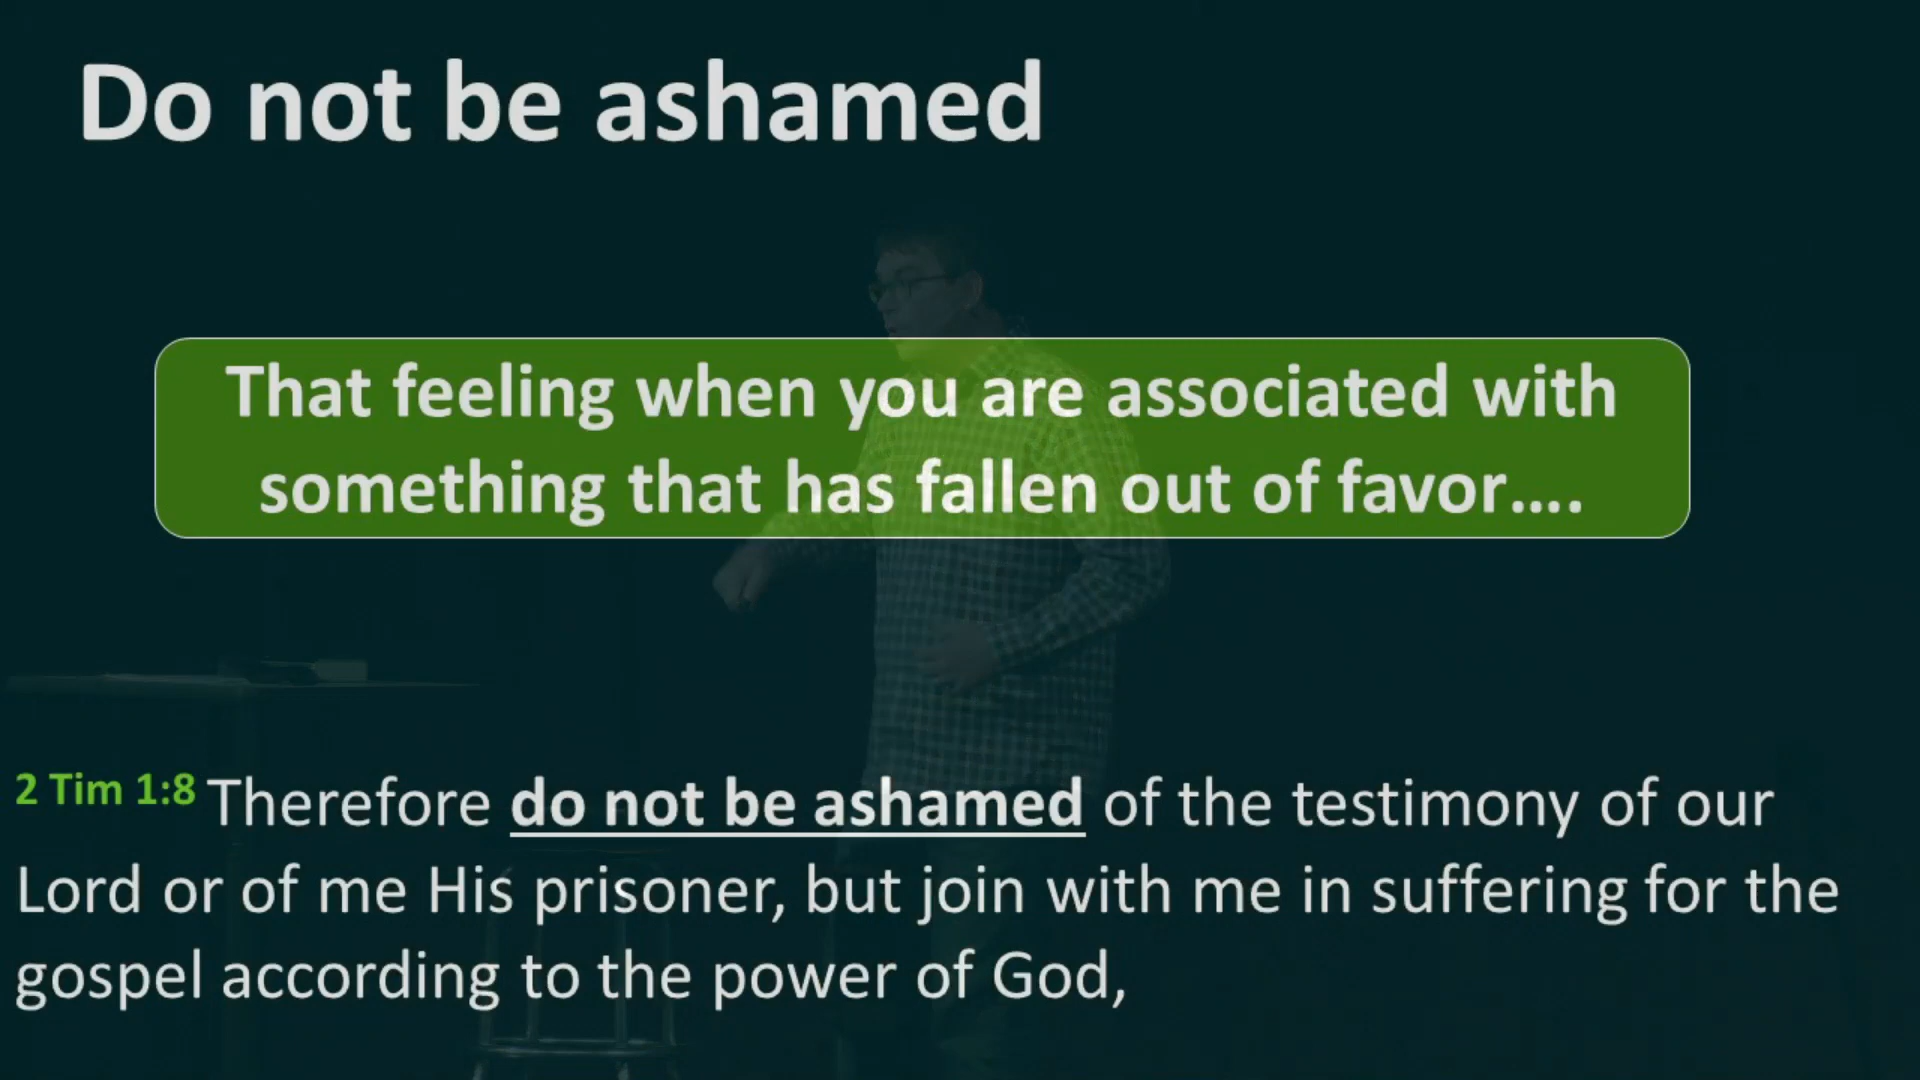 Do not be ashamed
That feeling when you are associated with
something that has fallen out of favor....
2 Tim 1:8 Therefore do not be ashamed of the testimony of our
Lord or of me His prisoner, but join with me in suffering for the
gospel according to the power of God,